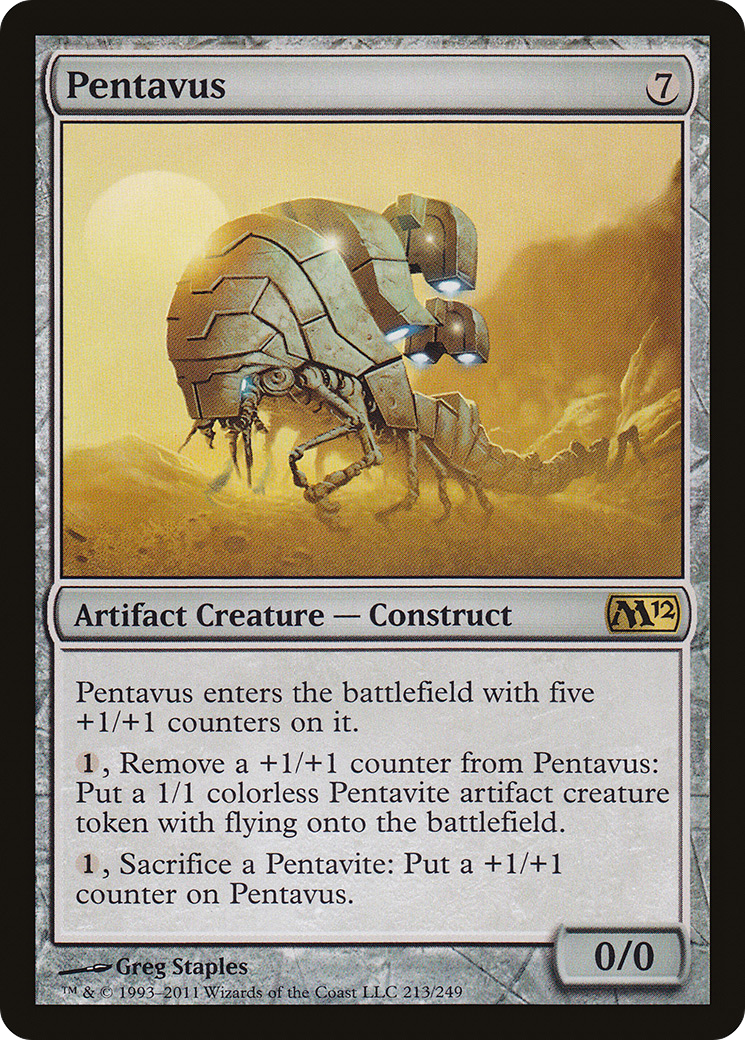 Pentavus 7
Artifact Creature — Construct M12
Pentavus enters the battlefield with five
+1/+1 counters on it.
1, Remove a +1/+1 counter from Pentavus:
Put a 1/1 colorless Pentavite artifact creature
token with flying onto the battlefield.
1, Sacrifice a Pentavite: Put a +1/+1
counter on Pentavus.
0/0
Greg Staples
™ & © 1993–2011 Wizards of the Coast LLC 213/249